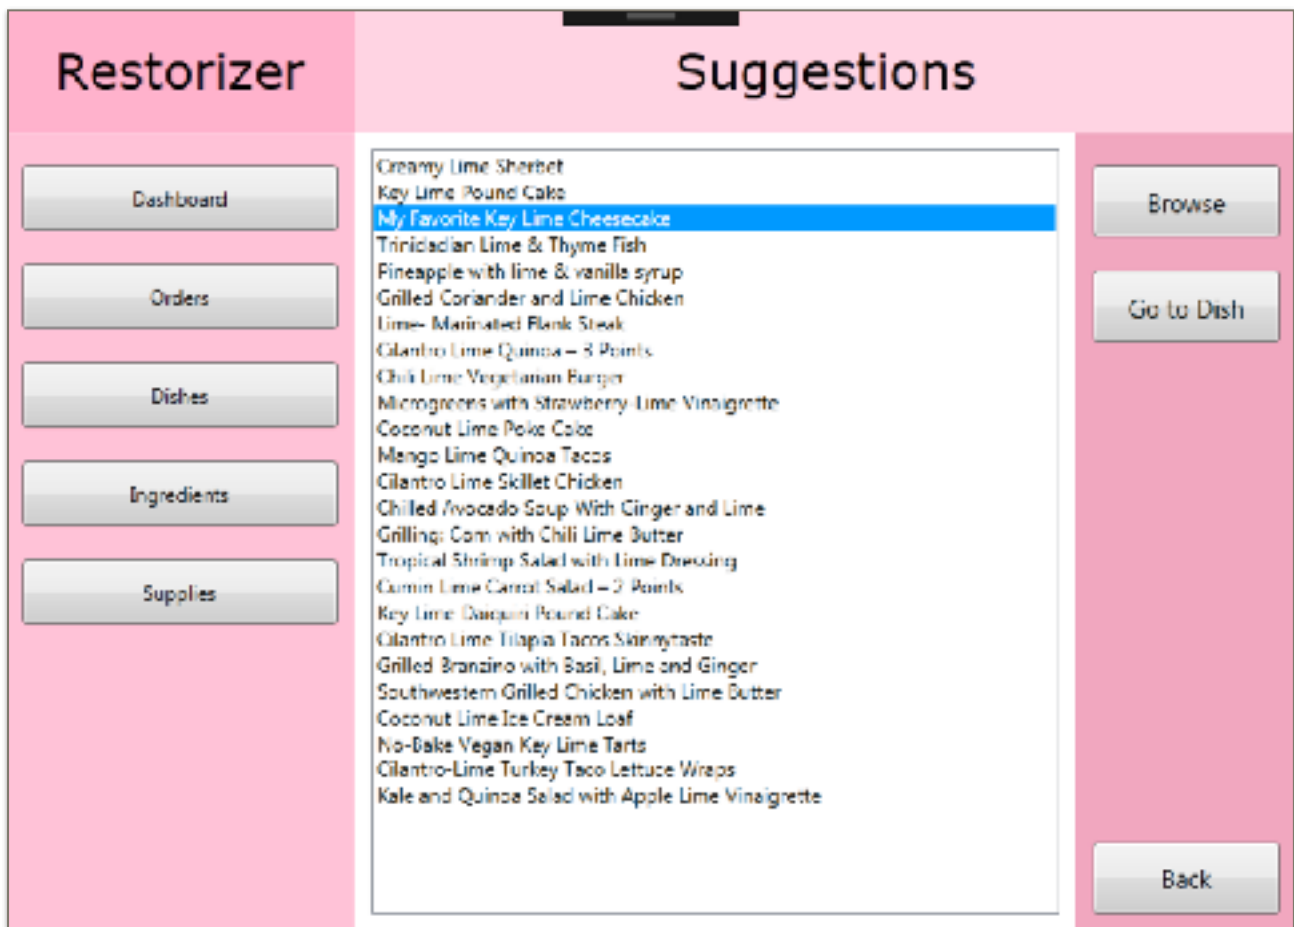 Restorizer
Suggestions
Dashboard
Orders
Dishes
Ingredients
Supplies
Creamy Lime Sherbet
Key Lime Pound Cake
My Favorite Key Lime Cheesecake
Trinidadian Lime & Thyme Fish
Pineapple with lime & vanilla syrup
Grilled Coriander and Lime Chicken
Lime- Marinated Flank Steak
Cilantro Lime Quinoa – 3 Points
Chili Lime Vegetarian Burger
Microgreens with Strawberry-Lime Vinaigrette
Coconut Lime Poke Cake
Mango Lime Quinoa Tacos
Cilantro Lime Skillet Chicken
Chilled Avocado Soup With Ginger and Lime
Grilling: Corn with Chili Lime Butter
Tropical Shrimp Salad with Lime Dressing
Cumin Lime Carrot Salad – 2 Points
Key Lime Daiquiri Pound Cake
Cilantro Lime Tilapia Tacos Skinnytaste
Grilled Branzino with Basil, Lime and Ginger
Southwestern Grilled Chicken with Lime Butter
Coconut Lime Ice Cream Loaf
No-Bake Vegan Key Lime Tarts
Cilantro-Lime Turkey Taco Lettuce Wraps
Kale and Quinoa Salad with Apple Lime Vinaigrette
Browse
Go to Dish
Back